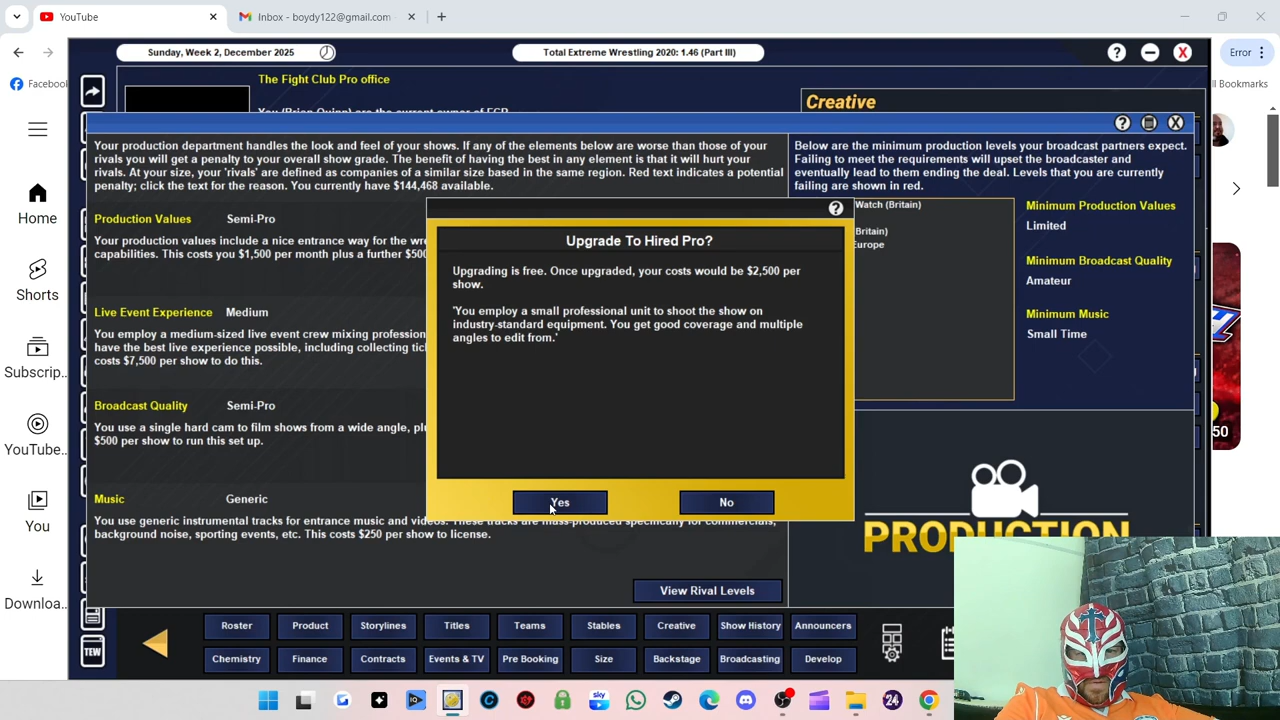 YouTube
Inbox - boydy122@gmail.com
Error
Facebook
ll Bookmarks
Sunday, Week 2, December 2025
Total Extreme Wrestling 2020: 1.46 (Part III)
The Fight Club Pro office
You (Brian Quinn) are the current owner of FCP
Creative
Your production department handles the look and feel of your shows. If any of the elements below are worse than those of your
rivals you will get a penalty to your overall show grade. The benefit of having the best in any element is that it will hurt your
rivals. At your size, your 'rivals' are defined as companies of a similar size based in the same region. Red text indicates a potential
penalty; click the text for the reason. You currently have $144,468 available.
Below are the minimum production levels your broadcast partners expect.
Failing to meet the requirements will upset the broadcaster and
eventually lead to them ending the deal. Levels that you are currently
failing are shown in red.
Production Values Semi-Pro
Your production values include a nice entrance way for the wr
capabilities. This costs you $1,500 per month plus a further $500
Live Event Experience Medium
You employ a medium-sized live event crew mixing profession
have the best live experience possible, including collecting tic
costs $7,500 per show to do this.
Broadcast Quality Semi-Pro
You use a single hard cam to film shows from a wide angle, pl
$500 per show to run this set up.
Music Generic
You use generic instrumental tracks for entrance music and videos. These tracks are mass-produced specifically for commercials,
background noise, sporting events, etc. This costs $250 per show to license.
Upgrade To Hired Pro?
Upgrading is free. Once upgraded, your costs would be $2,500 per
show.
'You employ a small professional unit to shoot the show on
industry-standard equipment. You get good coverage and multiple
angles to edit from.'
Yes
No
Watch (Britain)
Britain)
Europe
Minimum Production Values
Limited
Minimum Broadcast Quality
Amateur
Minimum Music
Small Time
PRODUCTION
View Rival Levels
Home
Shorts
Subscrip...
YouTube...
You
Downloa...
50
Roster
Product
Storylines
Titles
Teams
Stables
Creative
Show History
Announcers
Chemistry
Finance
Contracts
Events & TV
Pre Booking
Size
Backstage
Broadcasting
Develop
TEW
sky
24